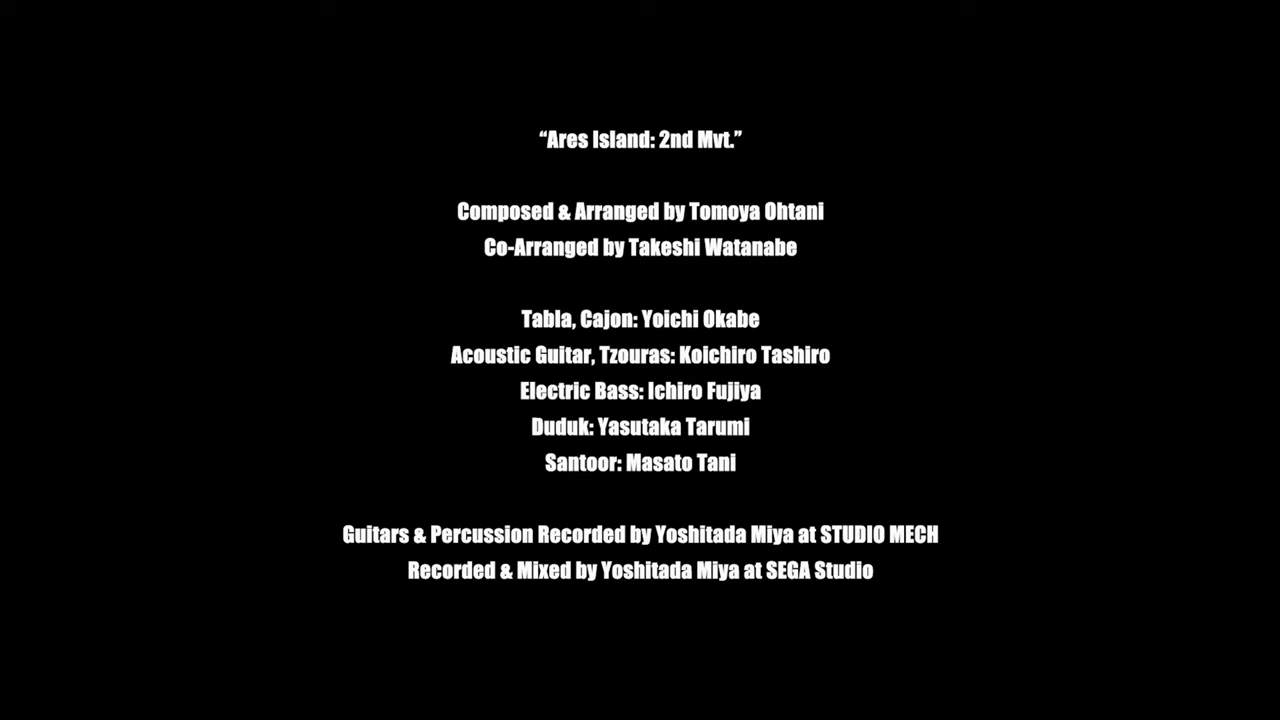 “Ares Island: 2nd Mvt.”
Composed & Arranged by Tomoya Ohtani
Co-Arranged by Takeshi Watanabe
Tabla, Cajon: Yoichi Okabe
Acoustic Guitar, Tzouras: Koichiro Tashiro
Electric Bass: Ichiro Fujiya
Duduk: Yasutaka Tarumi
Santoor: Masato Tani
Guitars & Percussion Recorded by Yoshitada Miya at STUDIO MECH
Recorded & Mixed by Yoshitada Miya at SEGA Studio